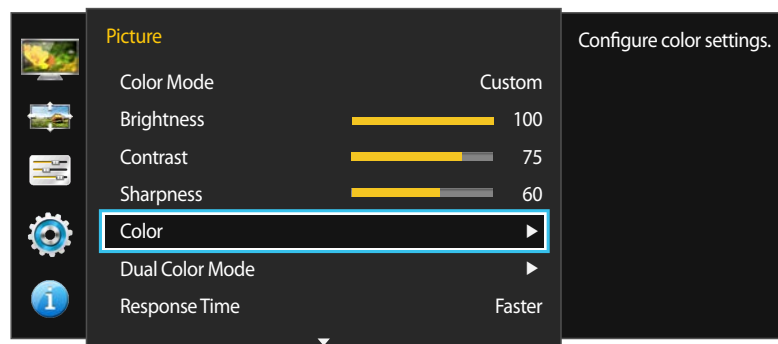 Picture
Configure color settings.
Color Mode Custom
Brightness 100
Contrast 75
Sharpness 60
Color
Dual Color Mode
Response Time Faster